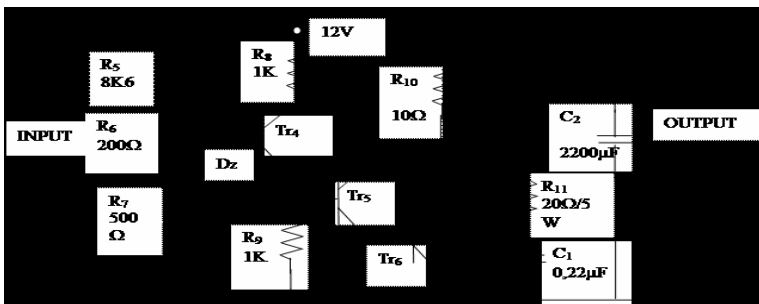 12V
R₈
1K
R₅
8K6
R₁₀
10Ω
INPUT
R₆
200Ω
Tr₄
C₂
2200µF
OUTPUT
Dz
R₇
500
Ω
Tr₅
R₁₁
20Ω/5
W
R₉
1K
Tr₆
C₁
0,22µF